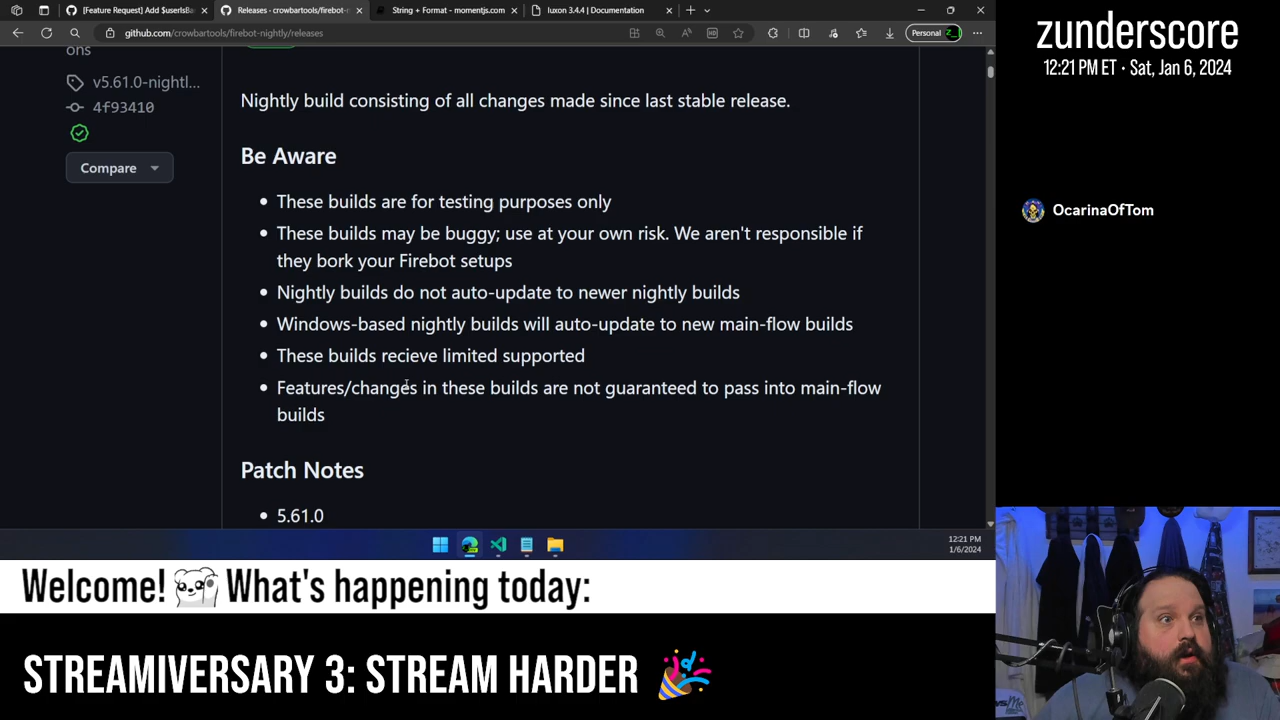 [Feature Request] Add $userIsBa
Releases · crowbartools/firebot-n
String + Format - momentjs.com
luxon 3.4.4 | Documentation
github.com/crowbartools/firebot-nightly/releases
Personal
zunderscore
12:21 PM ET • Sat, Jan 6, 2024
ons
v5.61.0-nightl...
4f93410
Compare
Nightly build consisting of all changes made since last stable release.
Be Aware
These builds are for testing purposes only
These builds may be buggy; use at your own risk. We aren't responsible if
they bork your Firebot setups
Nightly builds do not auto-update to newer nightly builds
Windows-based nightly builds will auto-update to new main-flow builds
These builds recieve limited supported
Features/changes in these builds are not guaranteed to pass into main-flow
builds
Patch Notes
5.61.0
OcarinaOfTom
12:21 PM
1/6/2024
Welcome! What's happening today:
STREAMIVERSARY 3: STREAM HARDER